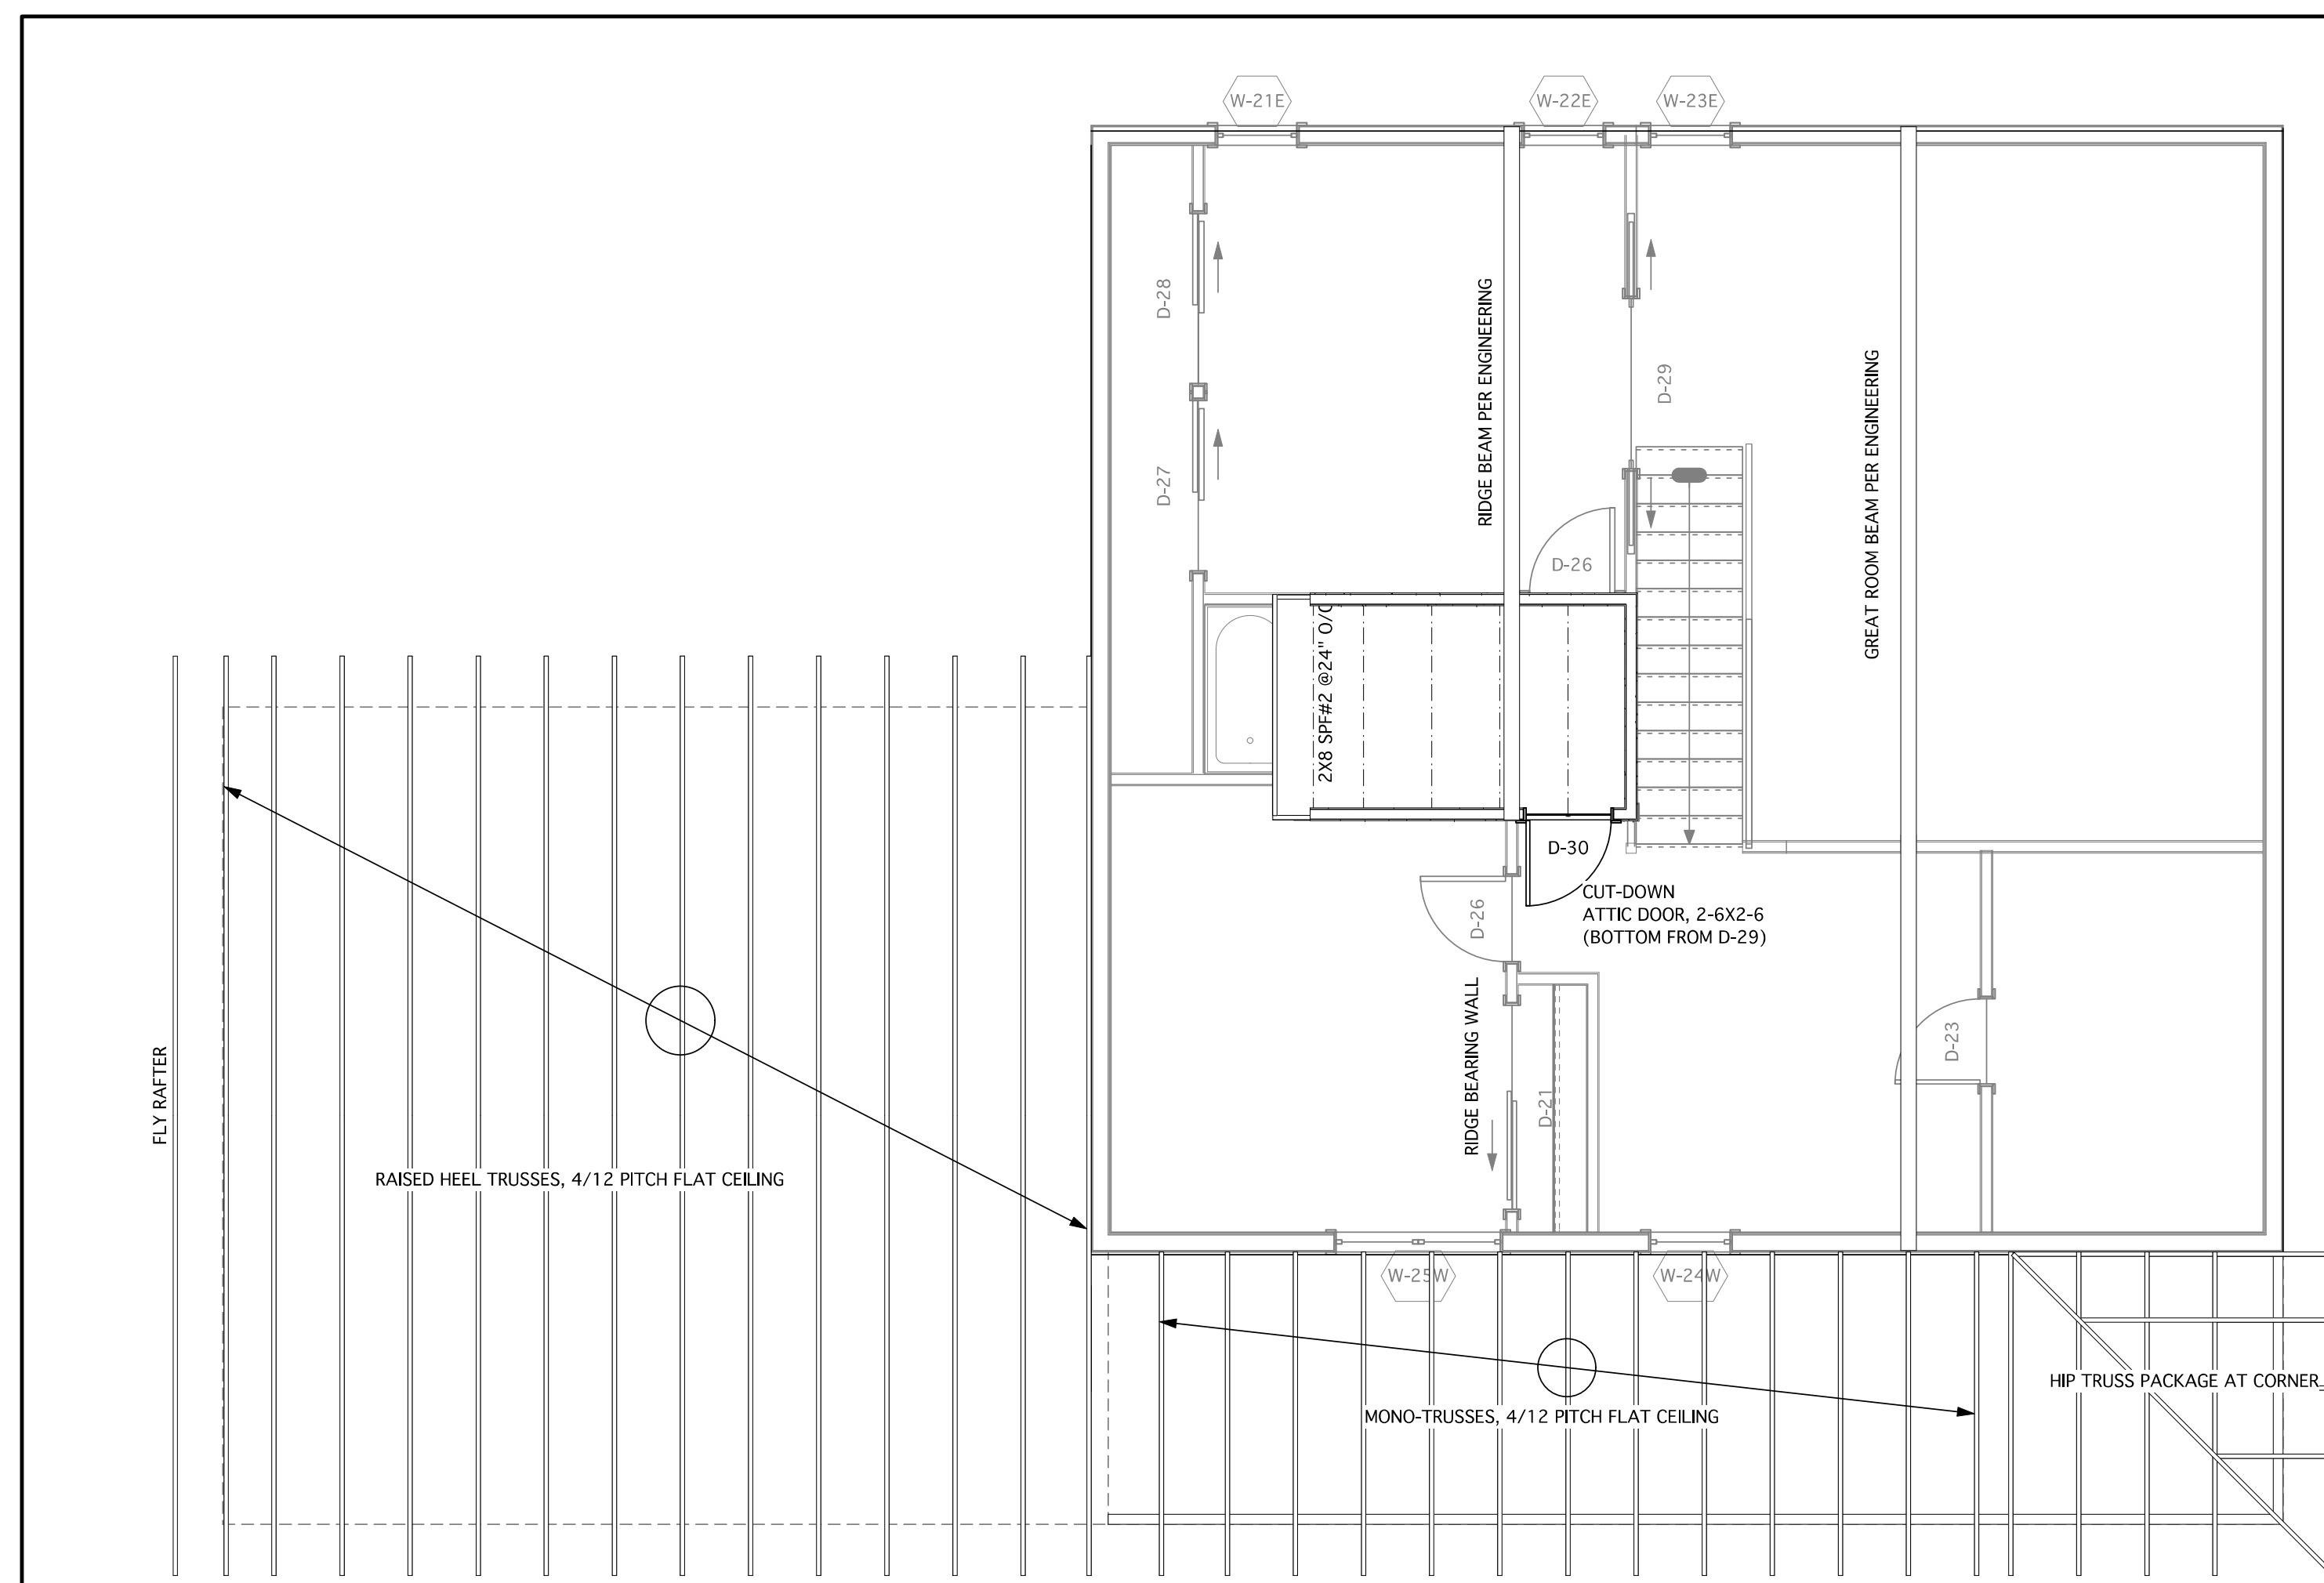 W-21E
W-22E
W-23E
D-28
RIDGE BEAM PER ENGINEERING
D-29
GREAT ROOM BEAM PER ENGINEERING
D-27
D-26
2X8 SPF#2 @24" O/C
D-30
CUT-DOWN
ATTIC DOOR, 2-6X2-6
(BOTTOM FROM D-29)
D-26
RIDGE BEARING WALL
D-21
D-23
FLY RAFTER
RAISED HEEL TRUSSES, 4/12 PITCH FLAT CEILING
W-25W
W-24W
HIP TRUSS PACKAGE AT CORNER
MONO-TRUSSES, 4/12 PITCH FLAT CEILING